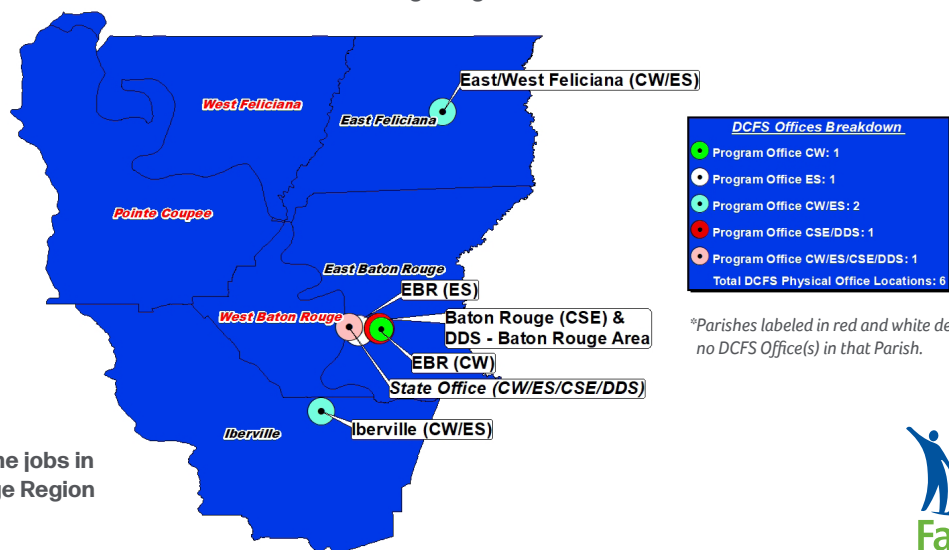 East/West Feliciana (CW/ES)
West Feliciana
East Feliciana
Pointe Coupee
East Baton Rouge
EBR (ES)
West Baton Rouge
Baton Rouge (CSE) &
DDS - Baton Rouge Area
EBR (CW)
State Office (CW/ES/CSE/DDS)
Iberville
Iberville (CW/ES)
DCFS Offices Breakdown
Program Office CW: 1
Program Office ES: 1
Program Office CW/ES: 2
Program Office CSE/DDS: 1
Program Office CW/ES/CSE/DDS: 1
Total DCFS Physical Office Locations: 6
*Parishes labeled in red and white de
no DCFS Office(s) in that Parish.
jobs in
Region
Fa